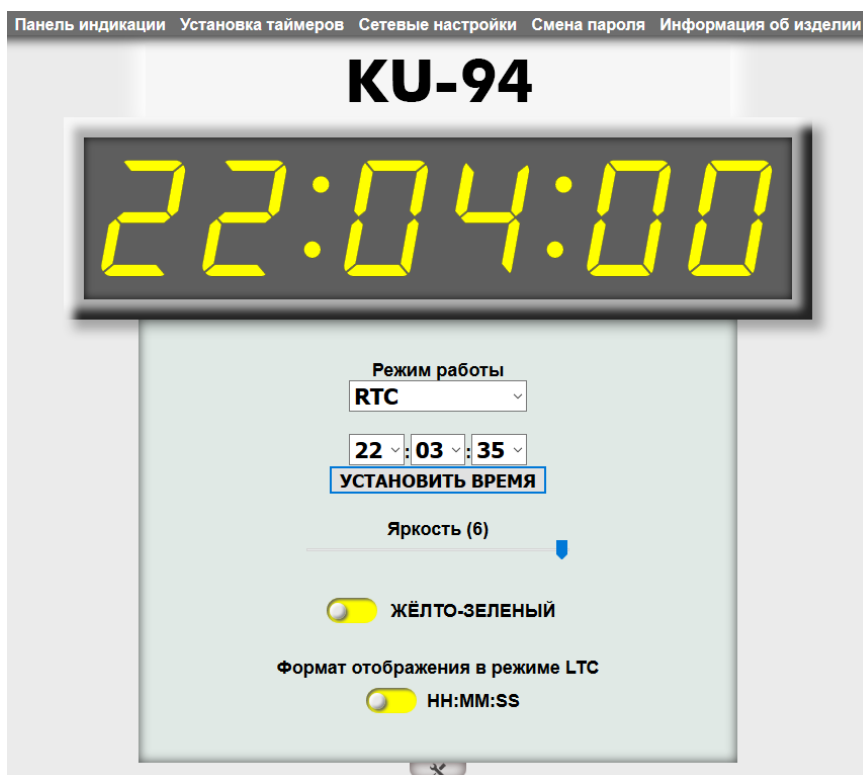 Панель индикации Установка таймеров Сетевые настройки Смена пароля Информация об изделии
KU-94
22:04:00
Режим работы
RTC
22 : 03 : 35
УСТАНОВИТЬ ВРЕМЯ
Яркость (6)
ЖЁЛТО-ЗЕЛЕНЫЙ
Формат отображения в режиме LTC
HH:MM:SS